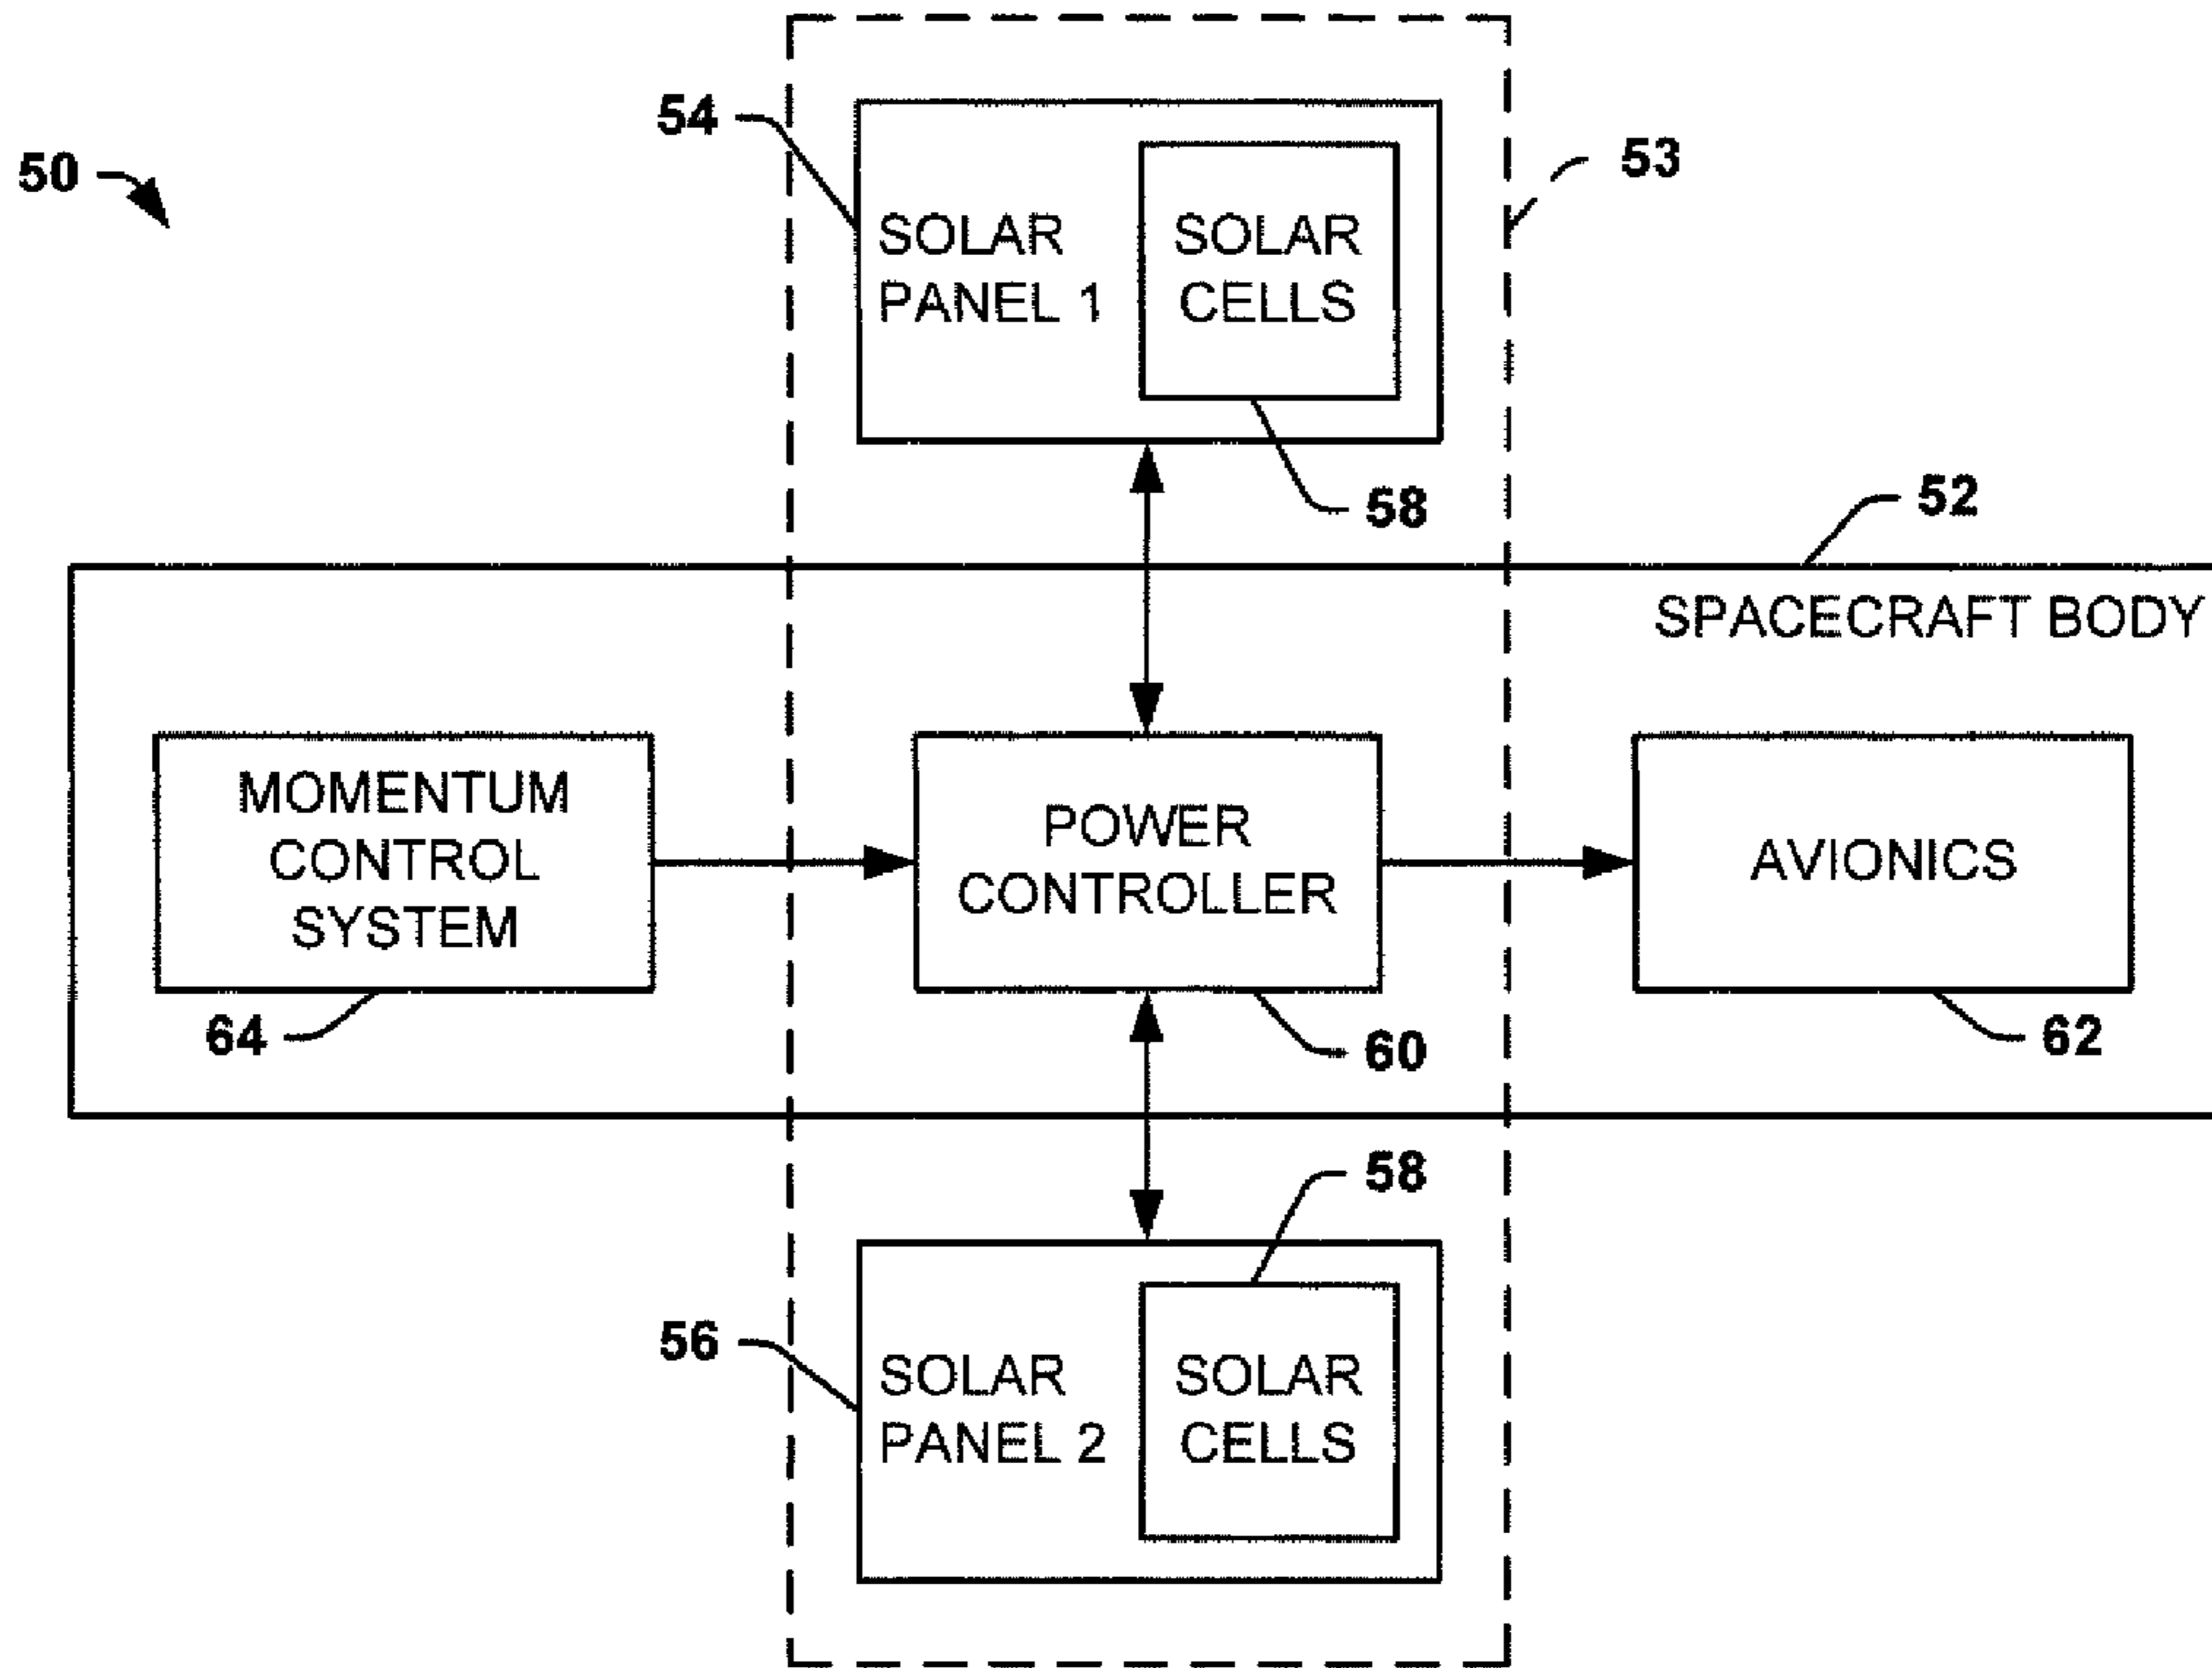 54
50
53
SOLAR
PANEL 1
SOLAR
CELLS
58
52
SPACECRAFT BODY
MOMENTUM
CONTROL
SYSTEM
POWER
CONTROLLER
AVIONICS
64
60
62
58
56
SOLAR
PANEL 2
SOLAR
CELLS